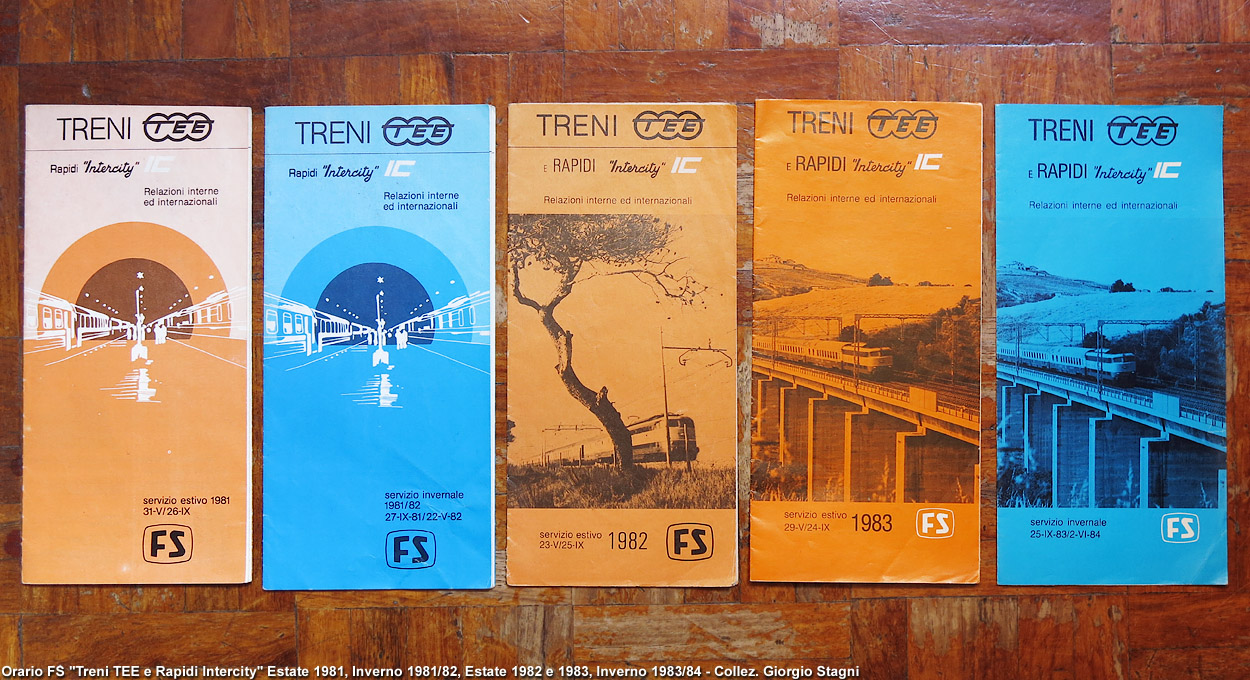 TRENI TEE
Rapidi "Intercity" IC
Relazioni interne
ed internazionali
servizio estivo 1981
31-V/26-IX
FS
TRENI TEE
Rapidi "Intercity" IC
Relazioni interne
ed internazionali
servizio invernale
1981/82
27-IX-81/22-V-82
FS
TRENI TEE
E RAPIDI "Intercity" IC
Relazioni interne ed internazionali
servizio estivo
23-V/25-IX 1982
FS
TRENI TEE
E RAPIDI "Intercity" IC
Relazioni interne ed internazionali
servizio estivo
29-V/24-IX 1983
FS
TRENI TEE
E RAPIDI "Intercity" IC
Relazioni interne ed internazionali
servizio invernale
25-IX-83/2-VI-84
FS
Orario FS "Treni TEE e Rapidi Intercity" Estate 1981, Inverno 1981/82, Estate 1982 e 1983, Inverno 1983/84 - Collez. Giorgio Stagni